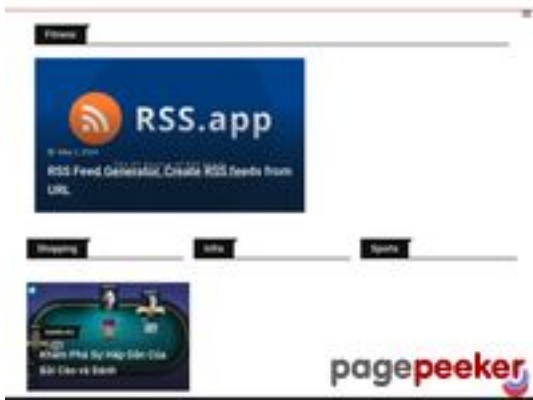 Fitness
RSS.app
RSS Feed Generator, Create RSS feeds from
URL
Shopping
Info
Sports
Khám Phá Sự Hấp Dẫn Của
Bài Cào và Đánh
pagepeeker